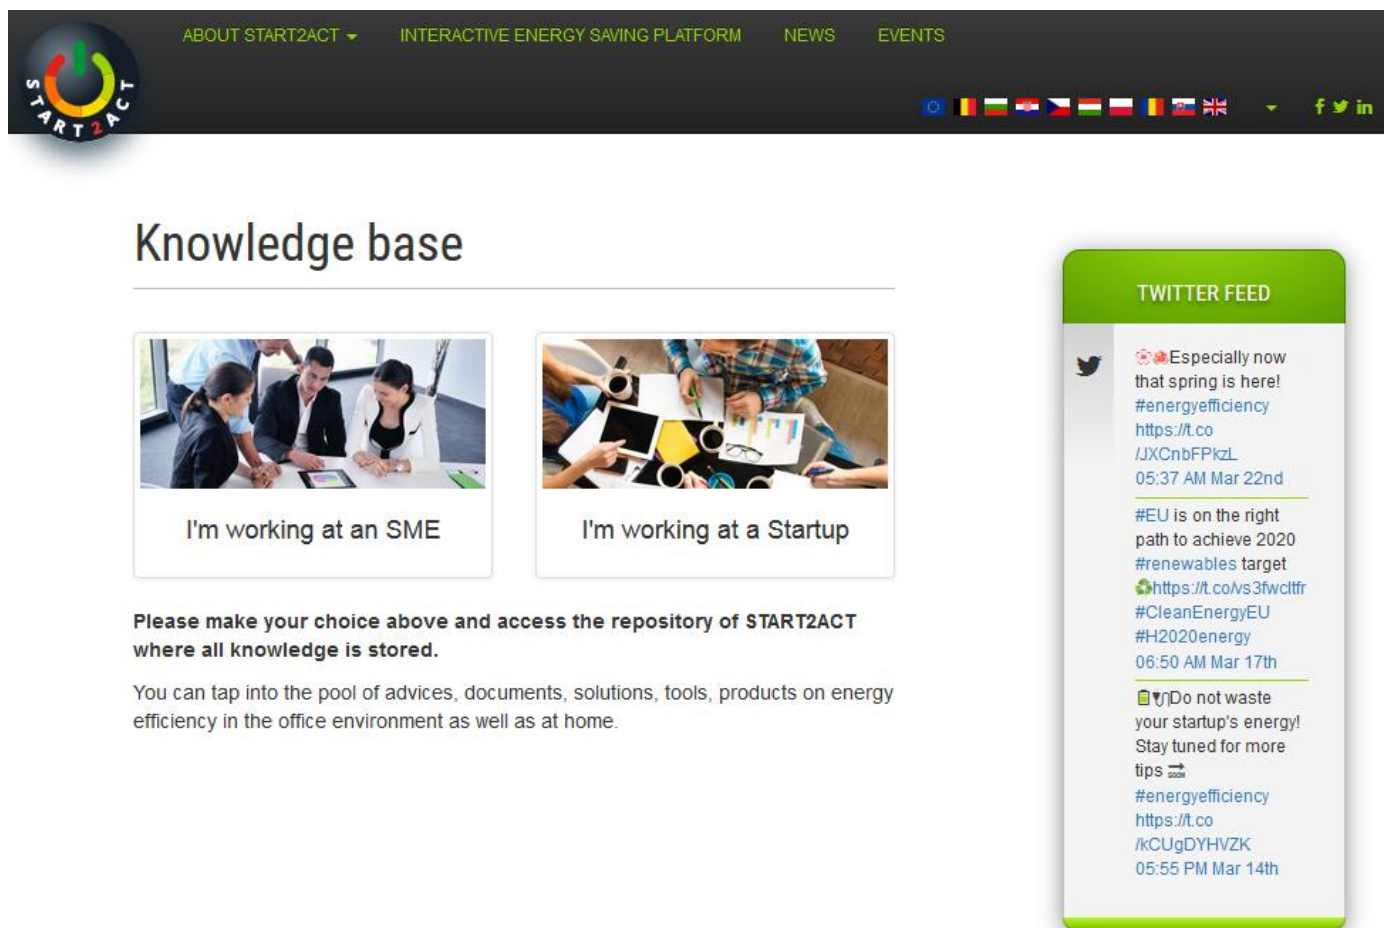 ABOUT START2ACT
INTERACTIVE ENERGY SAVING PLATFORM
NEWS
EVENTS
START2ACT
Knowledge base
I'm working at an SME
I'm working at a Startup
Please make your choice above and access the repository of START2ACT
where all knowledge is stored.
You can tap into the pool of advices, documents, solutions, tools, products on energy
efficiency in the office environment as well as at home.
TWITTER FEED
Especially now
that spring is here!
#energyefficiency
https://t.co
/JXCnbFPkzL
05:37 AM Mar 22nd
#EU is on the right
path to achieve 2020
#renewables target
https://t.co/vs3fwcltfr
#CleanEnergyEU
#H2020energy
06:50 AM Mar 17th
Do not waste
your startup's energy!
Stay tuned for more
tips
#energyefficiency
https://t.co
/kCUgDYHVZK
05:55 PM Mar 14th